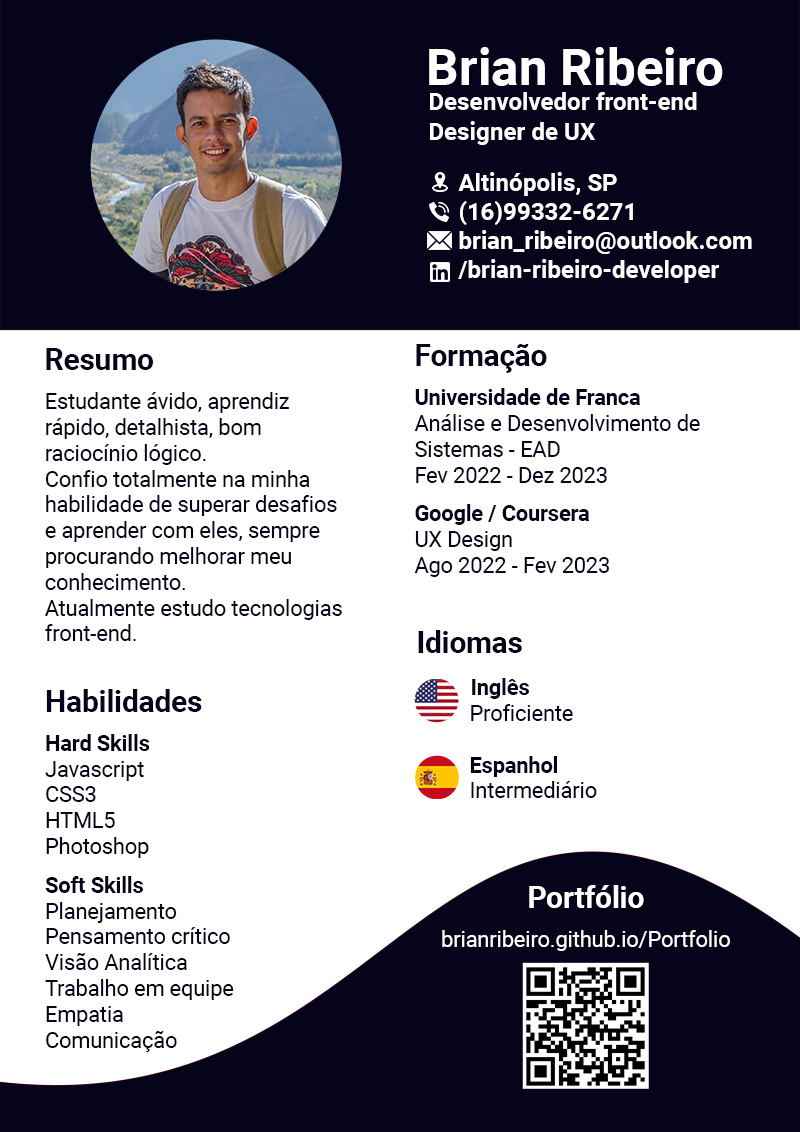 Brian Ribeiro
Desenvolvedor front-end
Designer de UX
Altinópolis, SP
(16)99332-6271
brian_ribeiro@outlook.com
/brian-ribeiro-developer
Resumo
Estudante ávido, aprendiz
rápido, detalhista, bom
raciocínio lógico.
Confio totalmente na minha
habilidade de superar desafios
e aprender com eles, sempre
procurando melhorar meu
conhecimento.
Atualmente estudo tecnologias
front-end.
Habilidades
Hard Skills
Javascript
CSS3
HTML5
Photoshop
Soft Skills
Planejamento
Pensamento crítico
Visão Analítica
Trabalho em equipe
Empatia
Comunicação
Formação
Universidade de Franca
Análise e Desenvolvimento de
Sistemas - EAD
Fev 2022 - Dez 2023
Google / Coursera
UX Design
Ago 2022 - Fev 2023
Idiomas
Inglês
Proficiente
Espanhol
Intermediário
Portfólio
brianribeiro.github.io/Portfolio